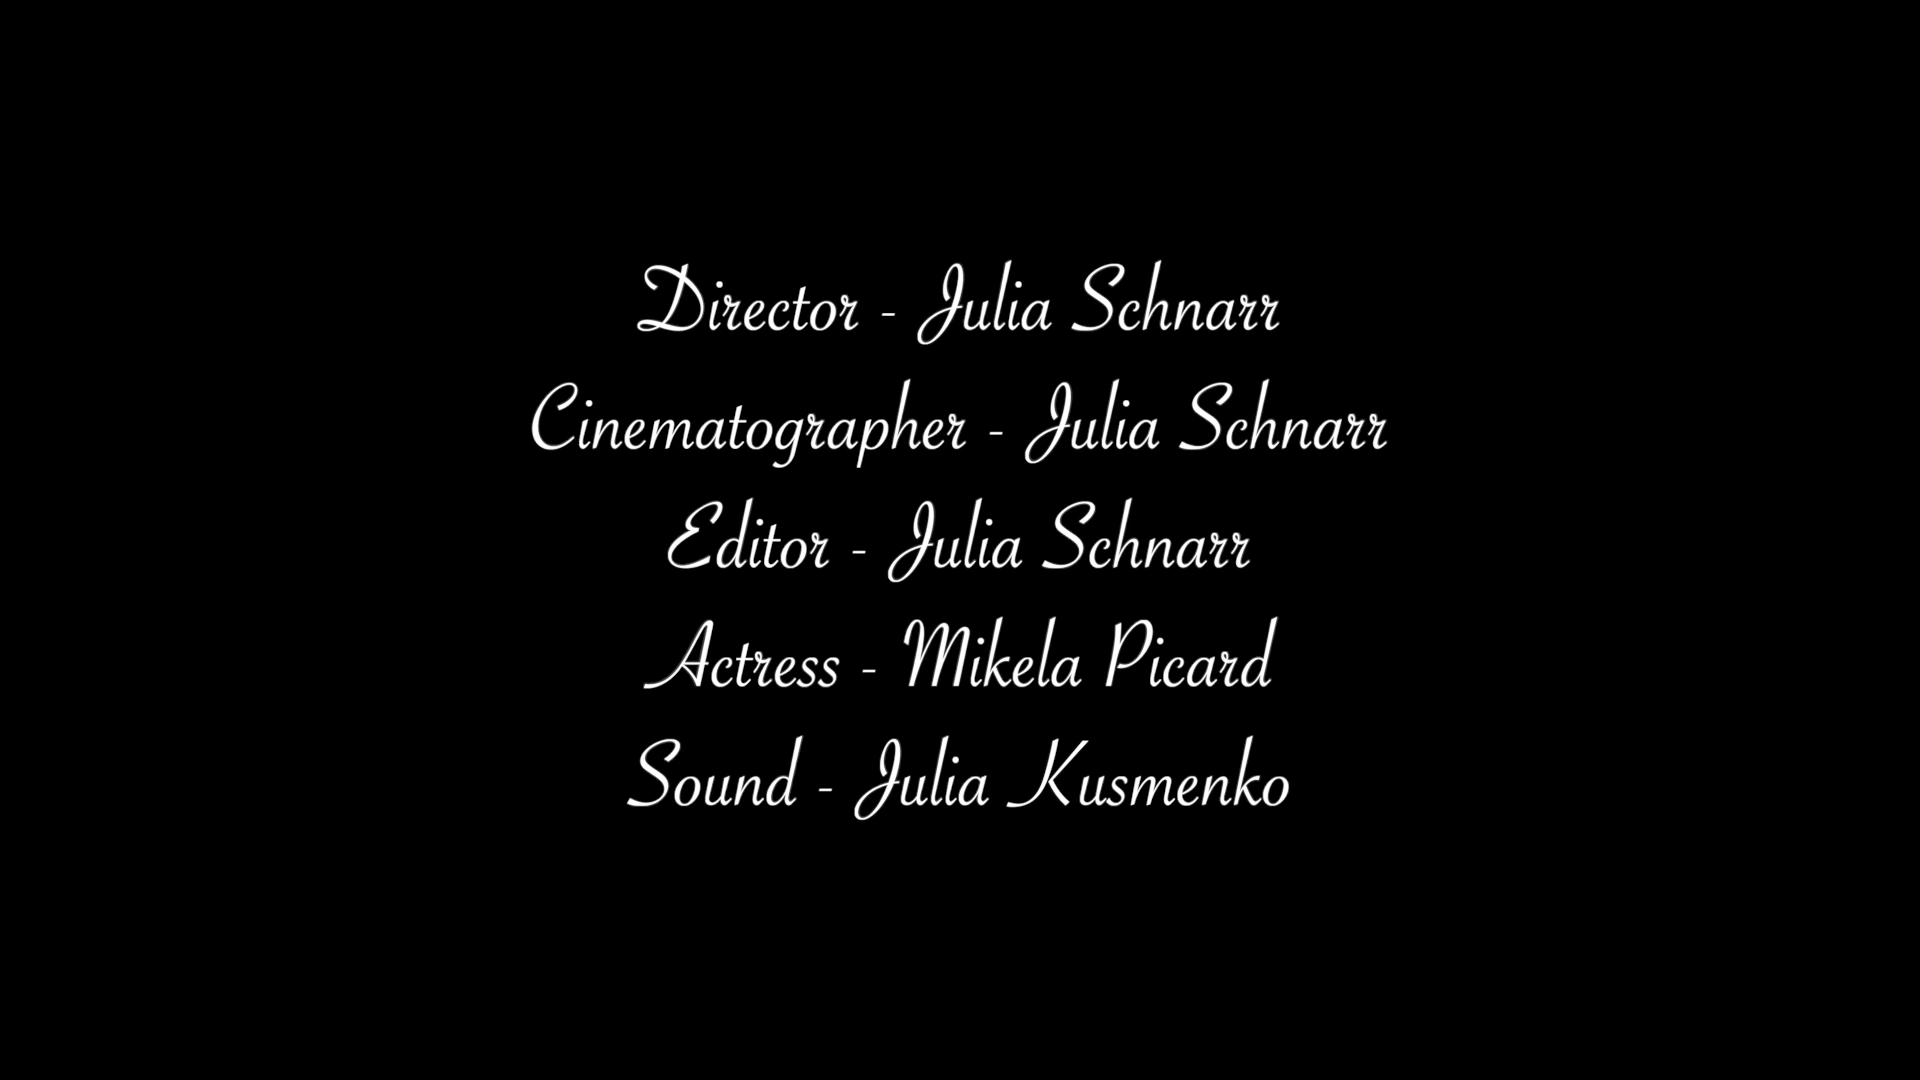 Director - Julia Schnarr
Cinematographer - Julia Schnarr
Editor - Julia Schnarr
Actress - Mikela Picard
Sound - Julia Kusmenko